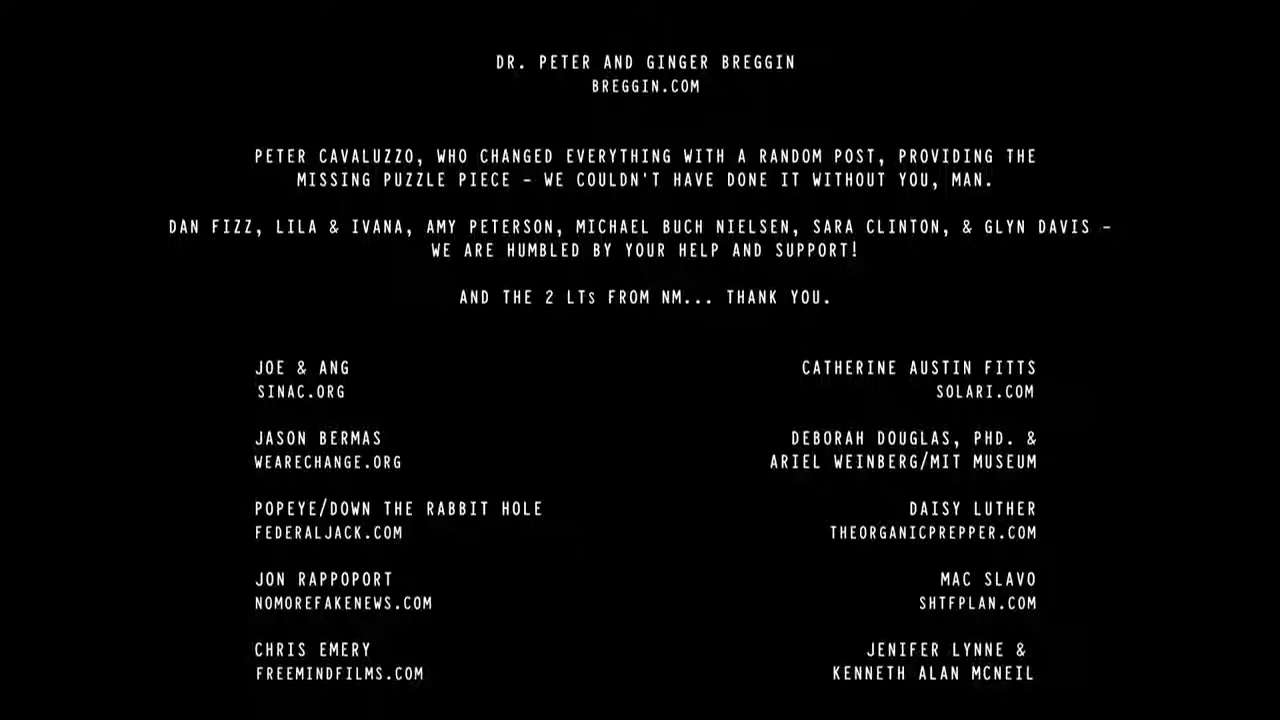 DR. PETER AND GINGER BREGGIN
BREGGIN.COM
PETER CAVALUZZO, WHO CHANGED EVERYTHING WITH A RANDOM POST, PROVIDING THE
MISSING PUZZLE PIECE - WE COULDN'T HAVE DONE IT WITHOUT YOU, MAN.
DAN FIZZ, LILA & IVANA, AMY PETERSON, MICHAEL BUCH NIELSEN, SARA CLINTON, & GLYN DAVIS -
WE ARE HUMBLED BY YOUR HELP AND SUPPORT!
AND THE 2 LTs FROM NM... THANK YOU.
JOE & ANG
SINAC.ORG
JASON BERMAS
WEARECHANGE.ORG
POPEYE/DOWN THE RABBIT HOLE
FEDERALJACK.COM
JON RAPPOPORT
NOMOREFAKENEWS.COM
CHRIS EMERY
FREEMINDFILMS.COM
CATHERINE AUSTIN FITTS
SOLARI.COM
DEBORAH DOUGLAS, PHD. &
ARIEL WEINBERG/MIT MUSEUM
DAISY LUTHER
THEORGANICPREPPER.COM
MAC SLAVO
SHTFPLAN.COM
JENIFER LYNNE &
KENNETH ALAN MCNEIL